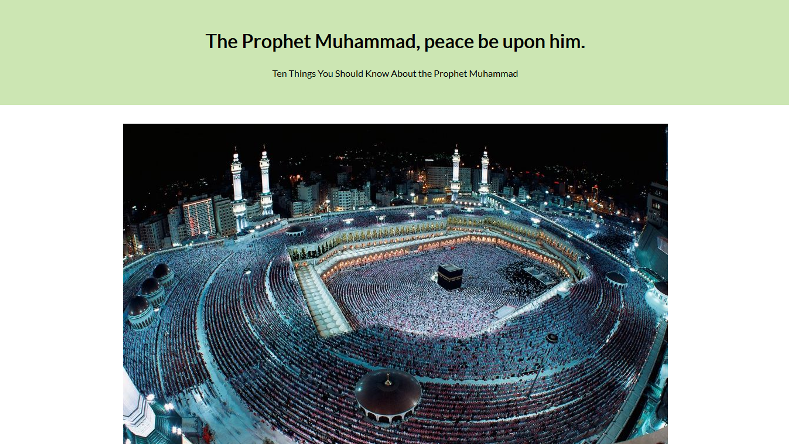 The Prophet Muhammad, peace be upon him.
Ten Things You Should Know About the Prophet Muhammad